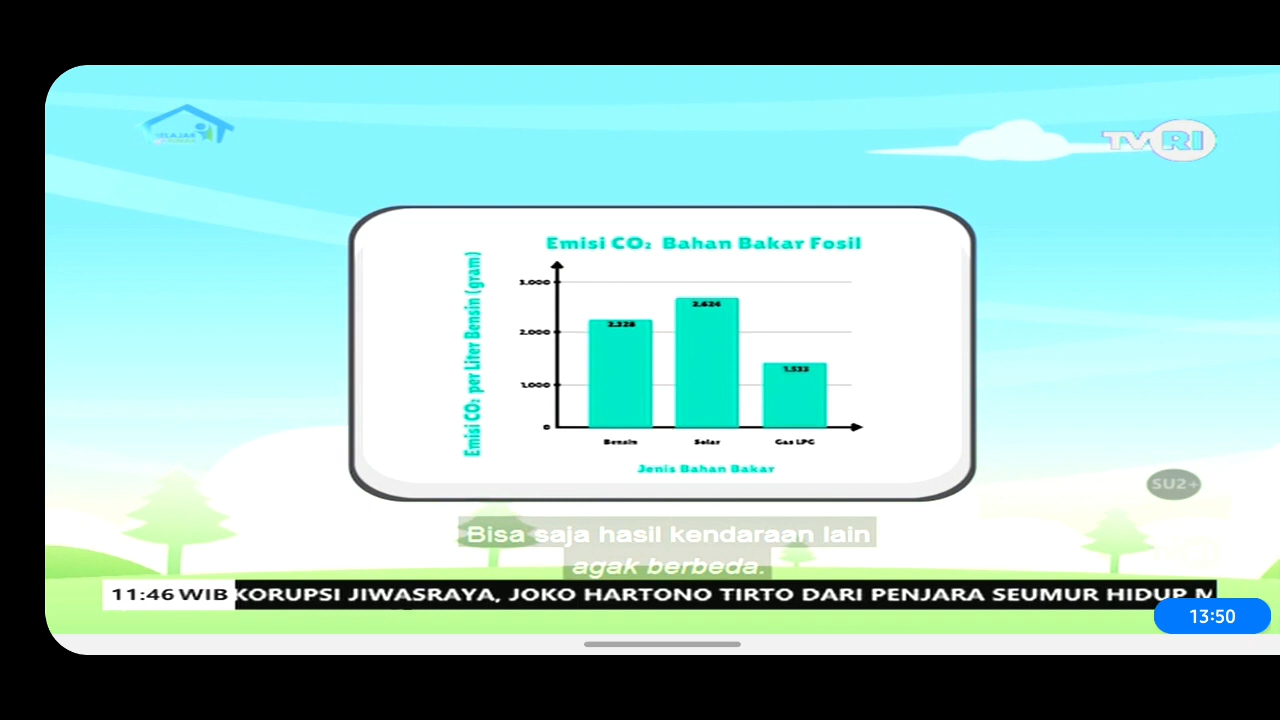 BELAJAR
TVRI
Emisi CO₂ Bahan Bakar Fosil
Emisi CO₂ per Liter Bensin (gram)
3.000
2.000
1.000
0
2.328
2.624
1.533
Bensin Solar Gas LPG
Jenis Bahan Bakar
SU2+
Bisa saja hasil kendaraan lain
agak berbeda.
11:46 WIB KORUPSI JIWASRAYA, JOKO HARTONO TIRTO DARI PENJARA SEUMUR HIDUP M
13:50